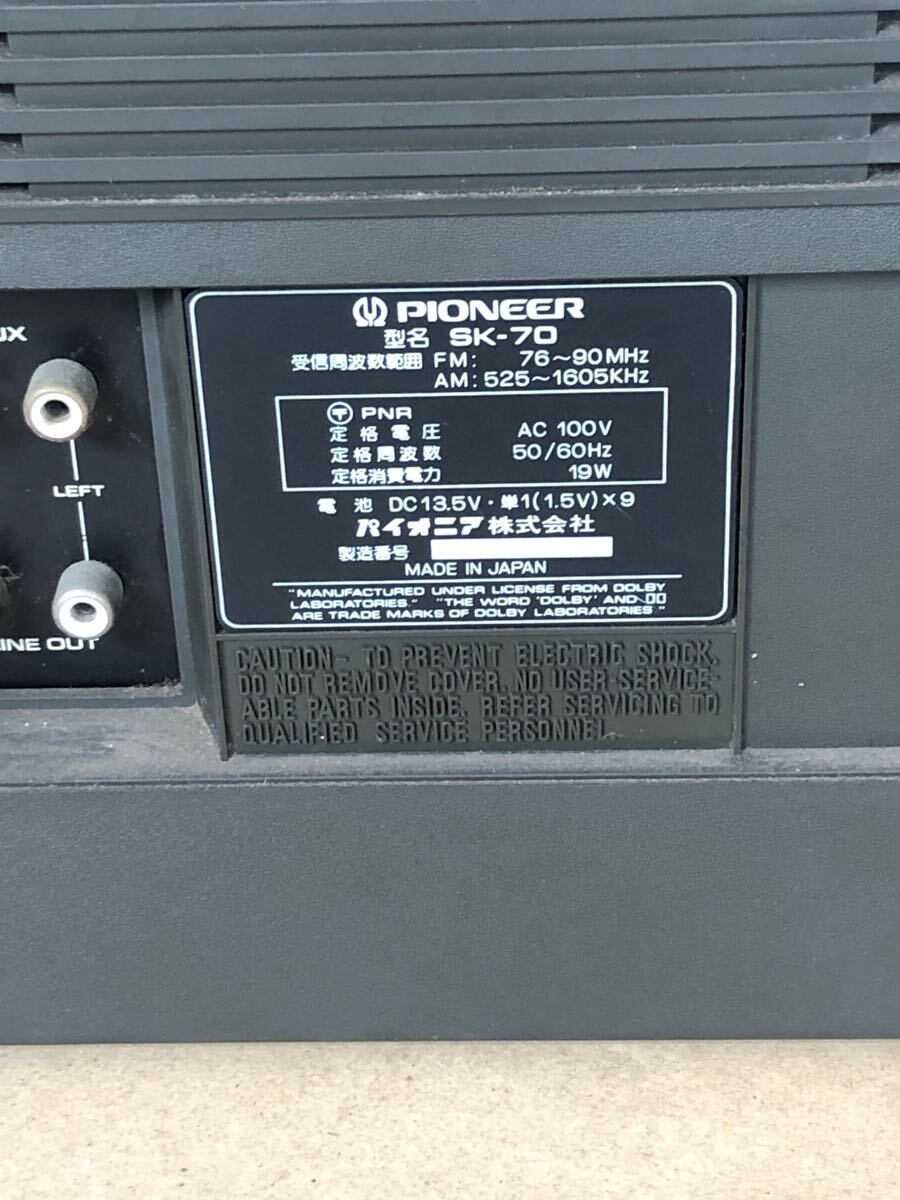 UX
LEFT
LINE OUT
PIONEER
型名 SK-70
受信周波数範囲 FM: 76~90MHz
AM: 525~1605KHz
〒 PNR
定格電圧 AC 100V
定格周波数 50/60Hz
定格消費電力 19W
電池 DC13.5V・単1(1.5V)×9
パイオニア株式会社
製造番号
MADE IN JAPAN
"MANUFACTURED UNDER LICENSE FROM DOLBY
LABORATORIES." "THE WORD 'DOLBY' AND
ARE TRADE MARKS OF DOLBY LABORATORIES."
CAUTION- TO PREVENT ELECTRIC SHOCK,
DO NOT REMOVE COVER. NO USER-SERVICE-
ABLE PARTS INSIDE. REFER SERVICING TO
QUALIFIED SERVICE PERSONNEL.